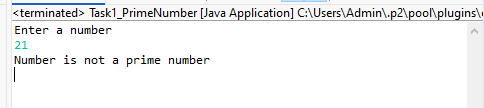 <terminated> Task1_PrimeNumber [Java Application] C:\Users\Admin\.p2\pool\plugins\
Enter a number
21
Number is not a prime number